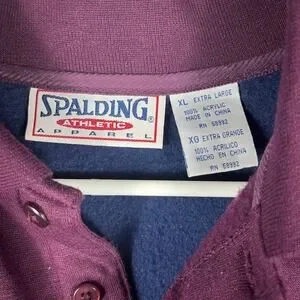 SPALDING
ATHLETIC
APPAREL
XL EXTRA LARGE
100% ACRYLIC
MADE IN CHINA
RN 58992
XG EXTRA GRANDE
100% ACRILICO
HECHO EN CHINA
RN 58992